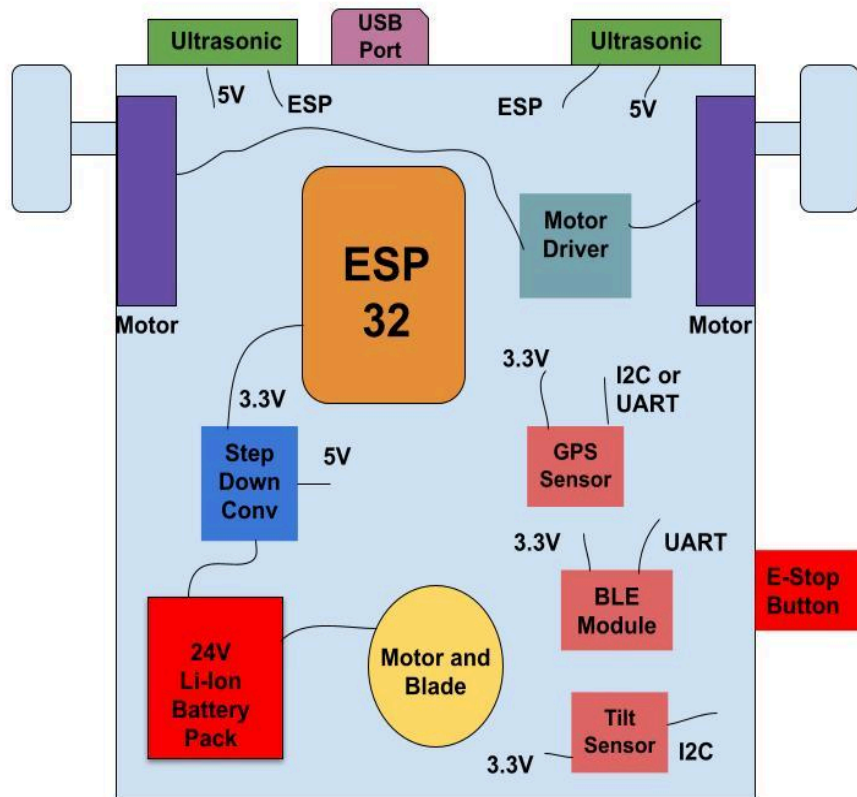 Ultrasonic
USB
Port
Ultrasonic
5V
ESP
ESP
5V
Motor
Driver
ESP
32
Motor
Motor
3.3V
I2C or
UART
3.3V
Step
Down
Conv
5V
GPS
Sensor
3.3V
UART
BLE
Module
E-Stop
Button
24V
Li-Ion
Battery
Pack
Motor and
Blade
Tilt
Sensor
3.3V
I2C